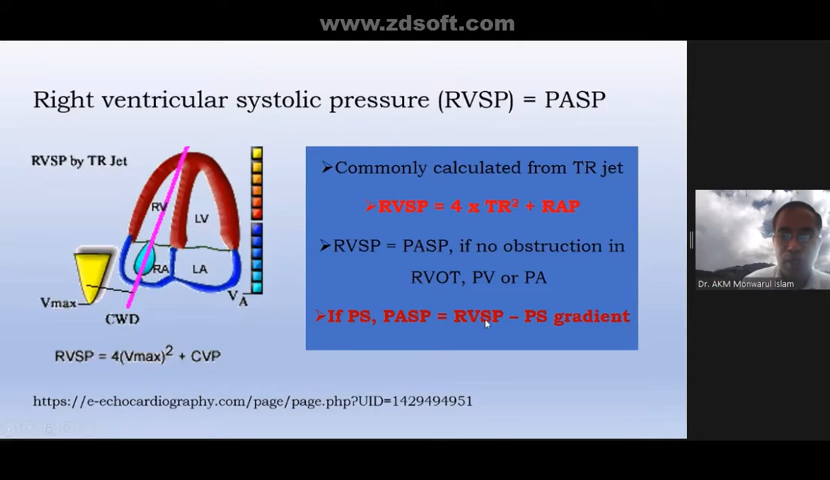 www.zdsoft.com
Right ventricular systolic pressure (RVSP) = PASP
RVSP by TR Jet
RV
LV
RA
LA
Vmax
V A
CWD
RVSP = 4(Vmax)2 + CVP
➢Commonly calculated from TR jet
➢RVSP = 4 x TR² + RAP
➢RVSP = PASP, if no obstruction in
RVOT, PV or PA
➢If PS, PASP = RVSP – PS gradient
https://e-echocardiography.com/page/page.php?UID=1429494951
Dr. AKM Monwarul Islam